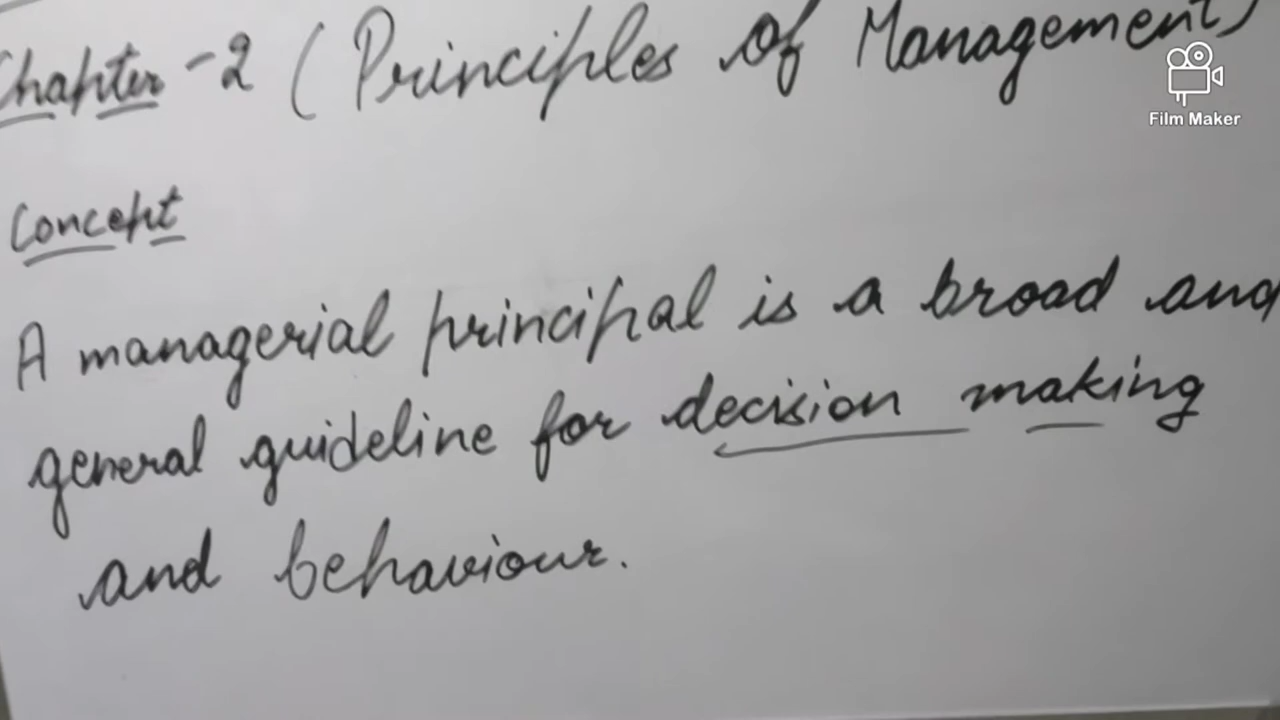 Chapter - 2 ( Principles of Management)
Film Maker
Concept
A managerial principal is a broad and
general guideline for decision making
and behaviour.